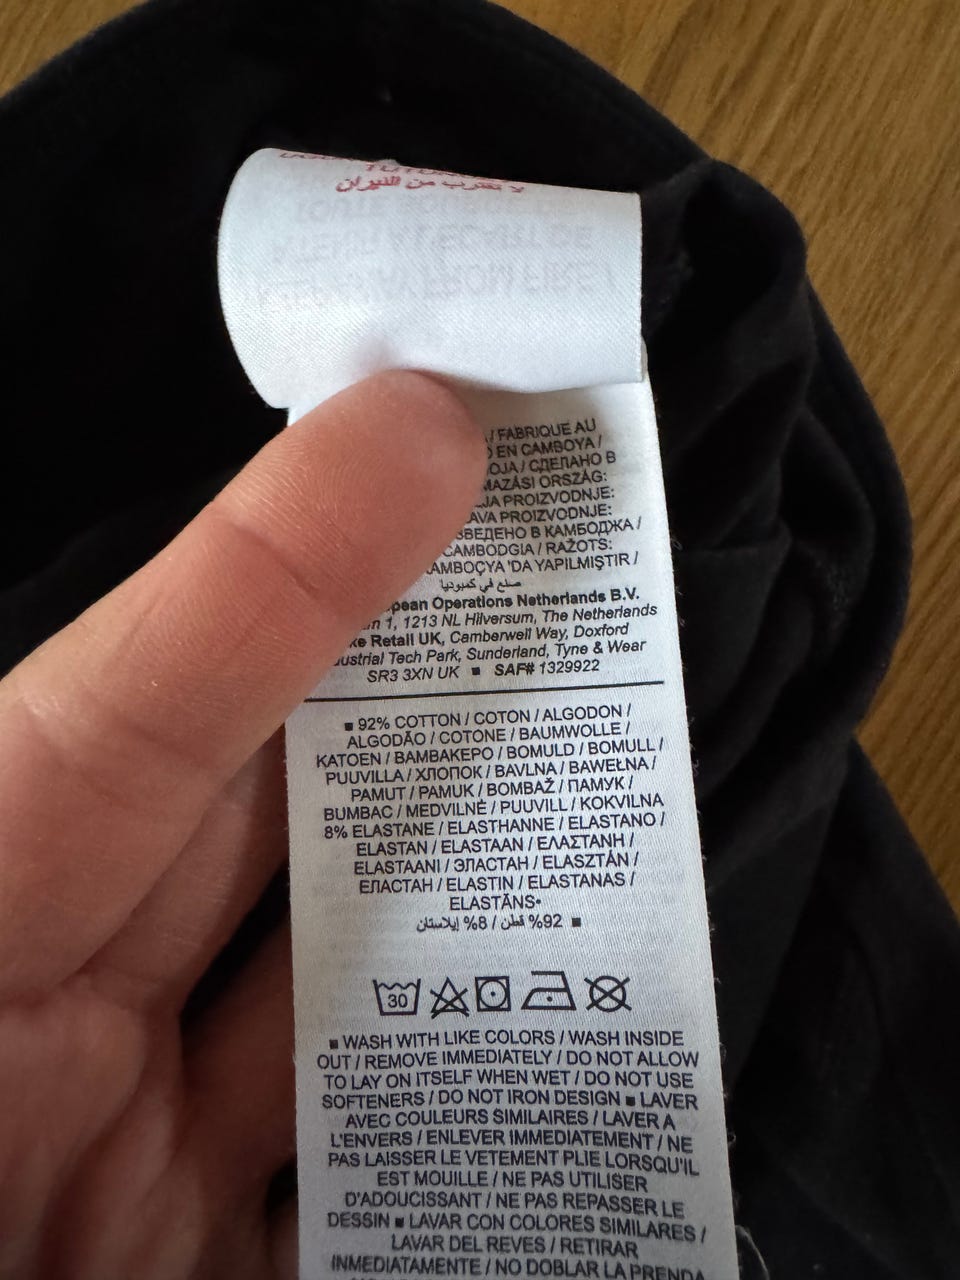 لا تقترب من النيران
/ FABRIQUE AU
EN CAMBOYA /
/ СДЕЛАНО В
ORSZÁG:
PROIZVODNJE:
PROIZVODNJE:
В КАМБОДЖА /
CAMBODGIA / RAŽOTS:
'DA YAPILMIŞTIR /
صنع في كمبوديا
Operations Netherlands B.V.
1, 1213 NL Hilversum, The Netherlands
Retail UK, Camberwell Way, Doxford
Tech Park, Sunderland, Tyne & Wear
SR3 3XN UK ■ SAF# 1329922
■ 92% COTTON / COTON / ALGODON /
ALGODÃO / COTONE / BAUMWOLLE /
KATOEN / ΒΑΜΒΑΚΕΡΟ / BOMULD / BOMULL /
PUUVILLA / ХЛОПОК / BAVLNA / BAWEŁNA /
PAMUT / PAMUK / BOMBAŽ / ПАМУК /
BUMBAC / MEDVILNĖ / PUUVILL / KOKVILNA
8% ELASTANE / ELASTHANNE / ELASTANO /
ELASTAN / ELASTAAN / ΕΛΑΣΤΑΝΗ /
ELASTAANI / ЭЛАСТАН / ELASZTÁN /
ЕЛАСТАН / ELASTIN / ELASTANAS /
ELASTĀNS•
■ 92% قطن / 8% إيلاستان
30
■ WASH WITH LIKE COLORS / WASH INSIDE
OUT / REMOVE IMMEDIATELY / DO NOT ALLOW
TO LAY ON ITSELF WHEN WET / DO NOT USE
SOFTENERS / DO NOT IRON DESIGN ■ LAVER
AVEC COULEURS SIMILAIRES / LAVER A
L'ENVERS / ENLEVER IMMEDIATEMENT / NE
PAS LAISSER LE VETEMENT PLIE LORSQU'IL
EST MOUILLE / NE PAS UTILISER
D'ADOUCISSANT / NE PAS REPASSER LE
DESSIN ■ LAVAR CON COLORES SIMILARES /
LAVAR DEL REVES / RETIRAR
INMEDIATAMENTE / NO DOBLAR LA PRENDA